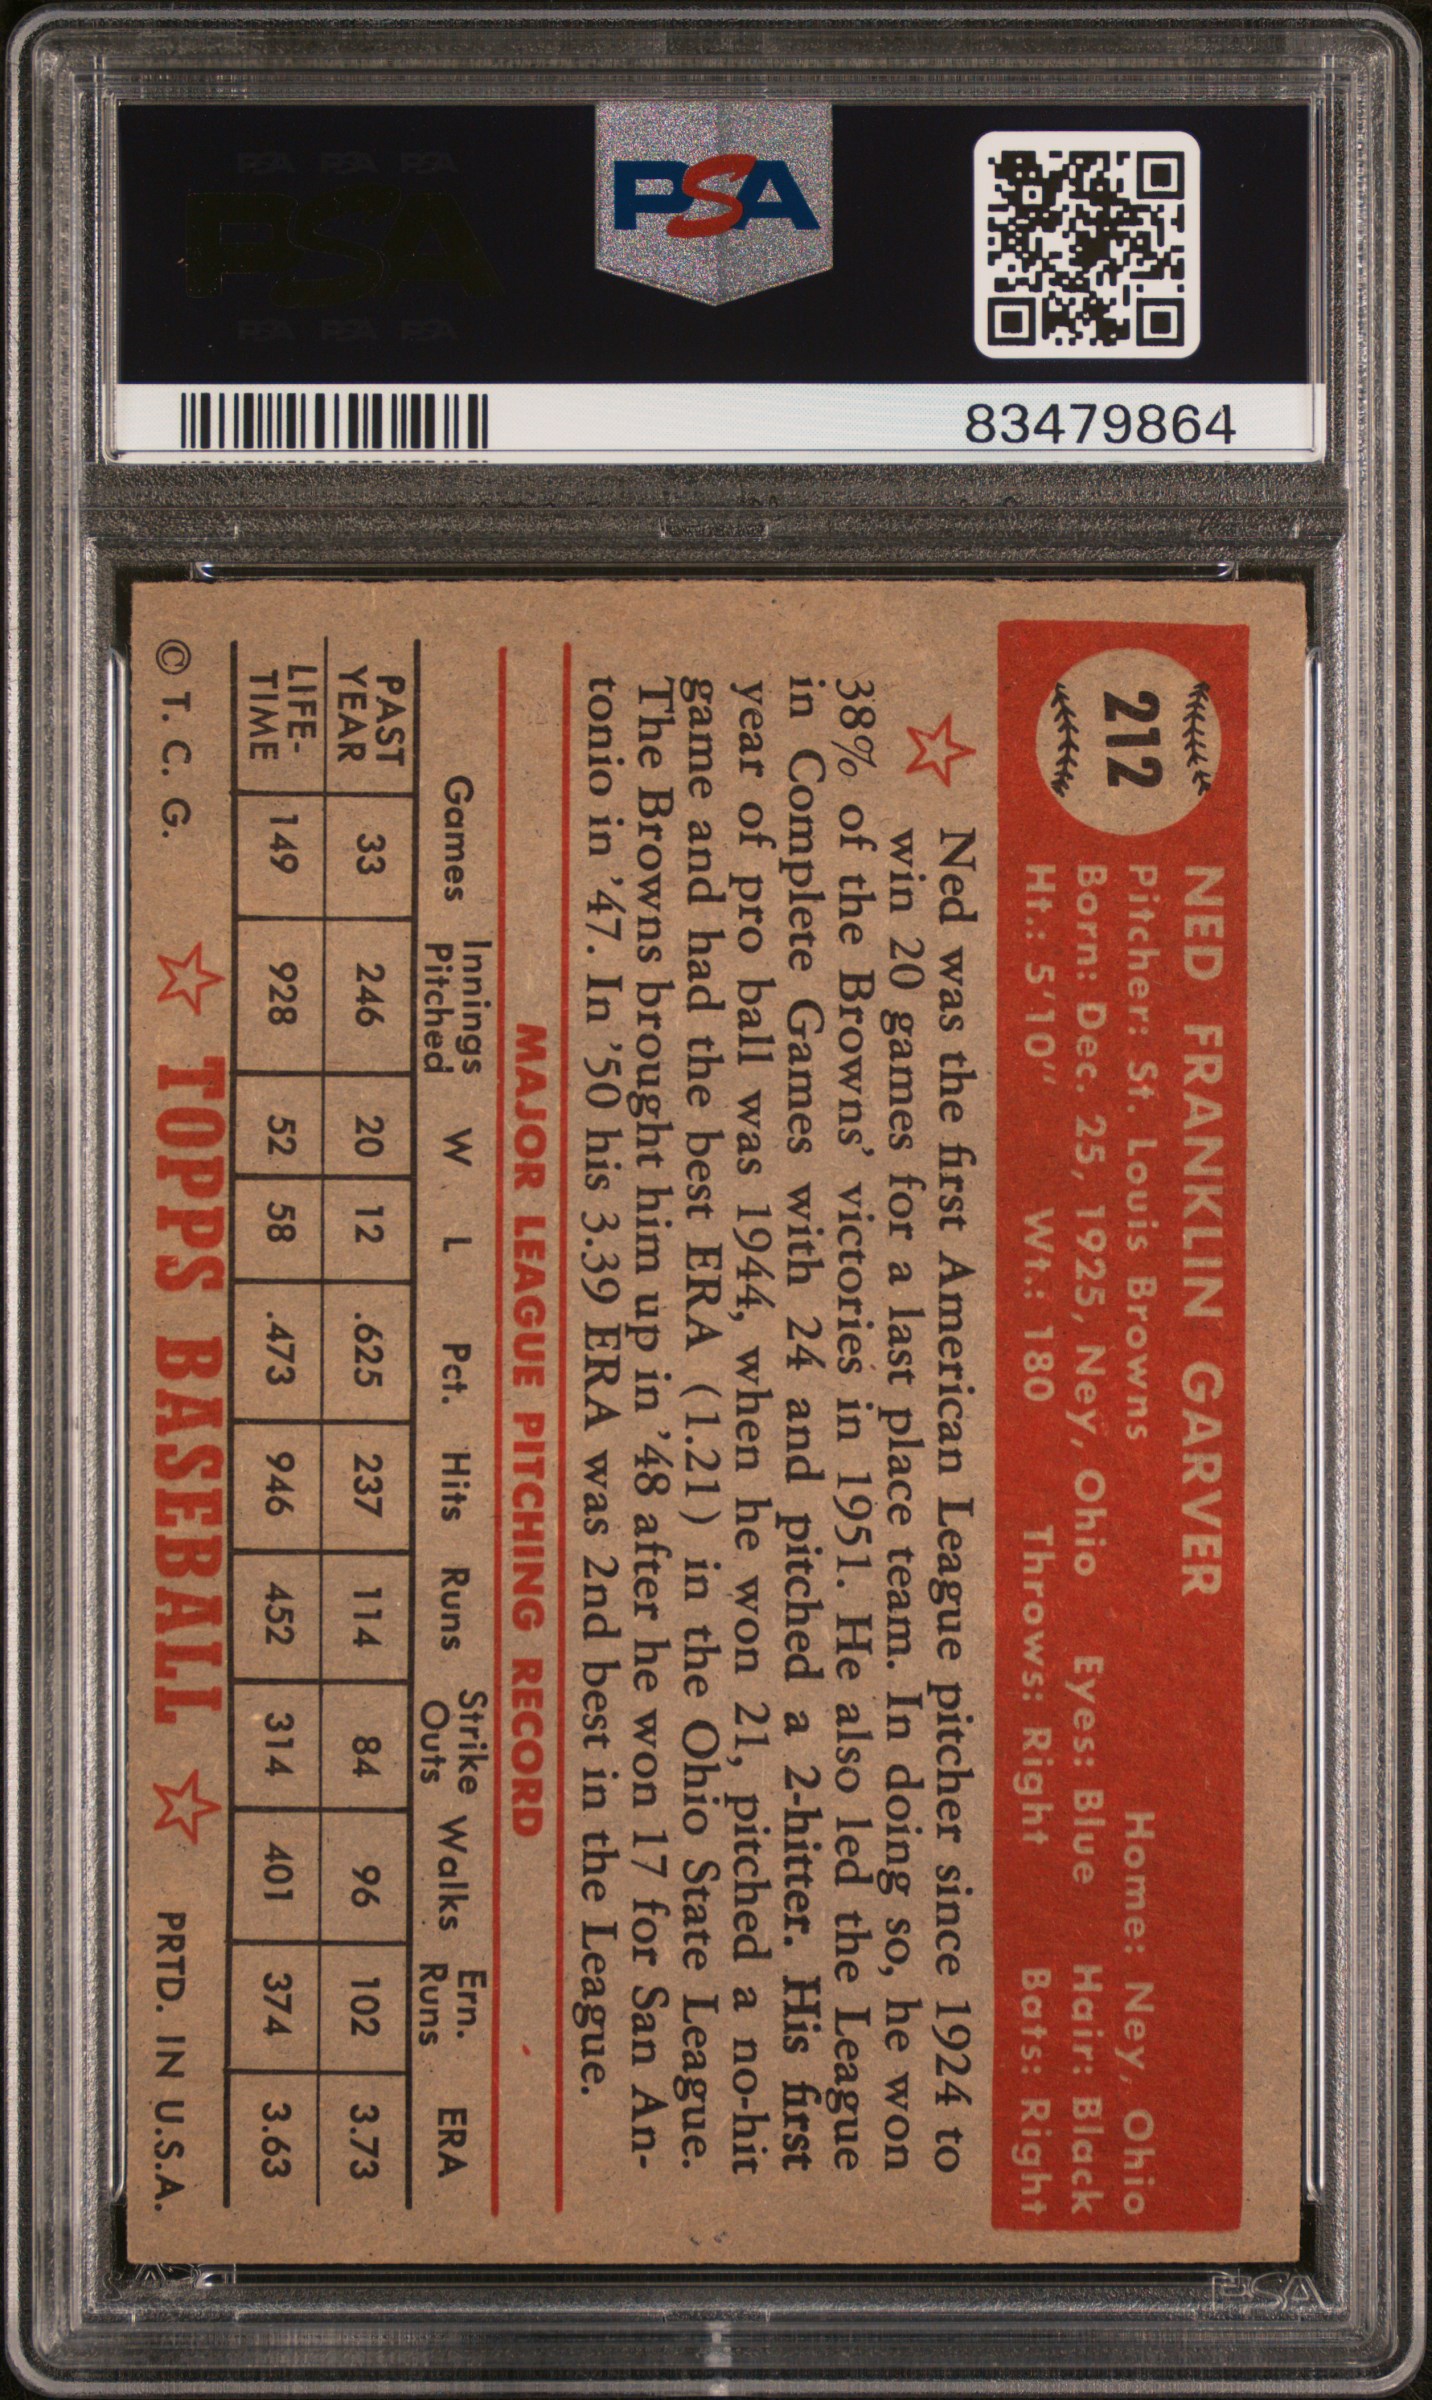 PSA PSA PSA
PSA
PSA PSA PSA
PSA
83479864
212
NED FRANKLIN GARVER
Pitcher: St. Louis Browns Home: Ney, Ohio
Born: Dec. 25, 1925, Ney, Ohio Eyes: Blue Hair: Black
Ht.: 5'10" Wt.: 180 Throws: Right Bats: Right
Ned was the first American League pitcher since 1924 to
win 20 games for a last place team. In doing so, he won
38% of the Browns' victories in 1951. He also led the League
in Complete Games with 24 and pitched a 2-hitter. His first
year of pro ball was 1944, when he won 21, pitched a no-hit
game and had the best ERA (1.21) in the Ohio State League.
The Browns brought him up in '48 after he won 17 for San An-
tonio in '47. In '50 his 3.39 ERA was 2nd best in the League.
MAJOR LEAGUE PITCHING RECORD
Games Innings Pitched W L Pct. Hits Runs Strike Outs Walks Ern. Runs ERA
PAST YEAR 33 246 20 12 .625 237 114 84 96 102 3.73
LIFE-TIME 149 928 52 58 .473 946 452 314 401 374 3.63
© T. C. G. TOPPS BASEBALL PRTD. IN U.S.A.
PSA
PSA